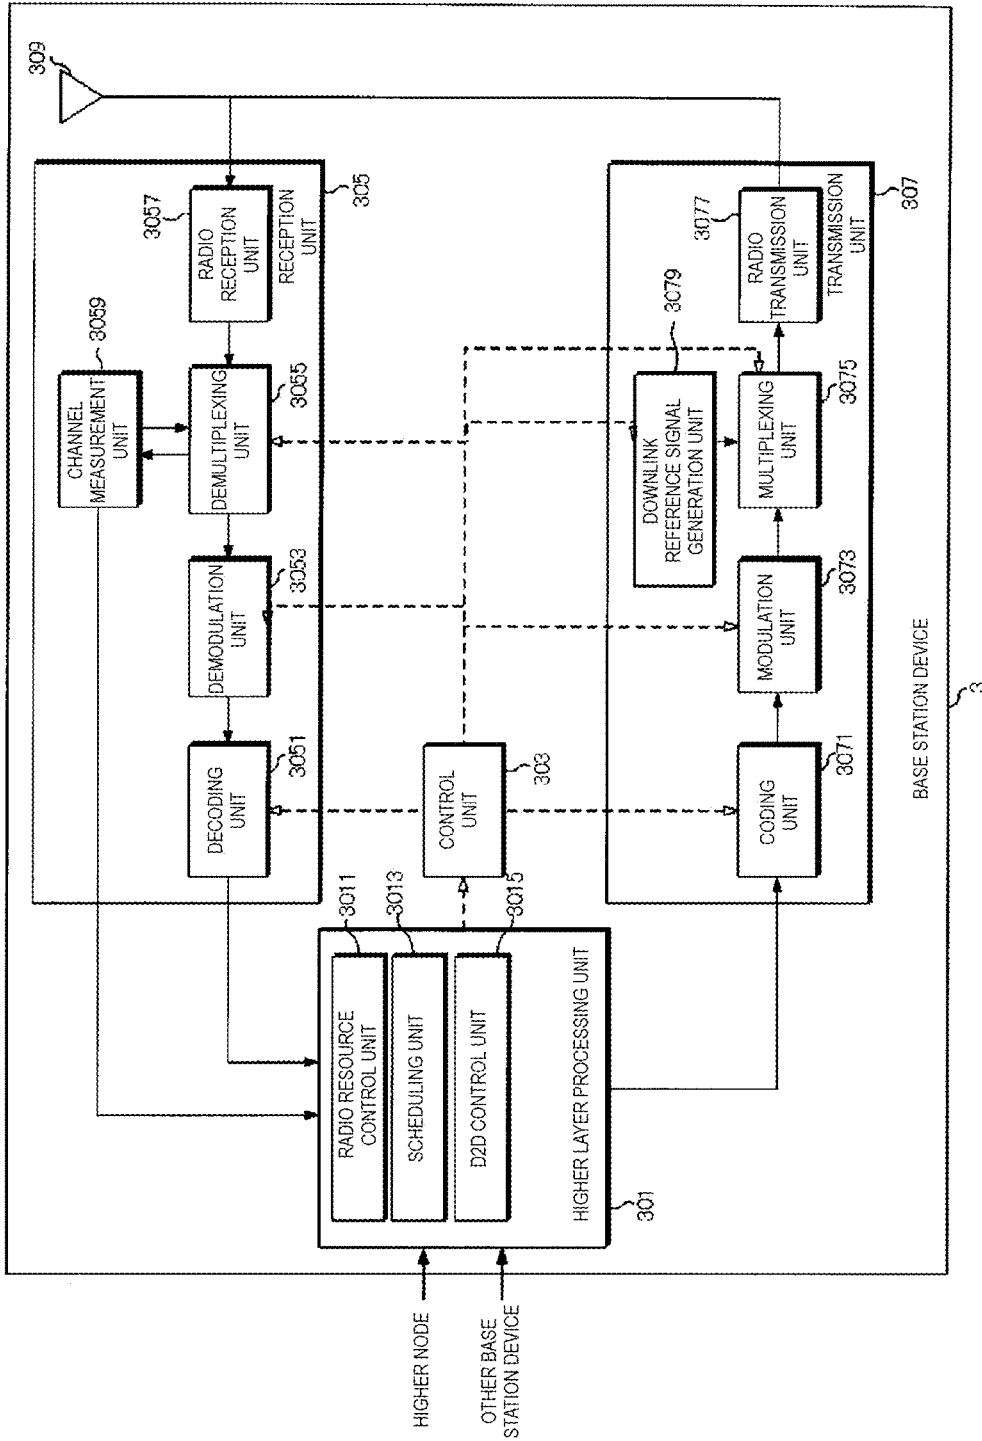 309
3057
RADIO
RECEPTION
UNIT
RECEPTION
UNIT
305
3059
CHANNEL
MEASUREMENT
UNIT
DEMULTIPLEXING
UNIT
3055
DEMODULATION
UNIT
3053
DECODING
UNIT
3051
CONTROL
UNIT
303
3011
3013
3015
RADIO RESOURCE
CONTROL UNIT
SCHEDULING UNIT
D2D CONTROL UNIT
HIGHER LAYER PROCESSING UNIT
301
HIGHER NODE
OTHER BASE
STATION DEVICE
3077
RADIO
TRANSMISSION
UNIT
TRANSMISSION
UNIT
307
3079
DOWNLINK
REFERENCE SIGNAL
GENERATION UNIT
MULTIPLEXING
UNIT
3075
MODULATION
UNIT
3073
CODING
UNIT
3071
BASE STATION DEVICE
3